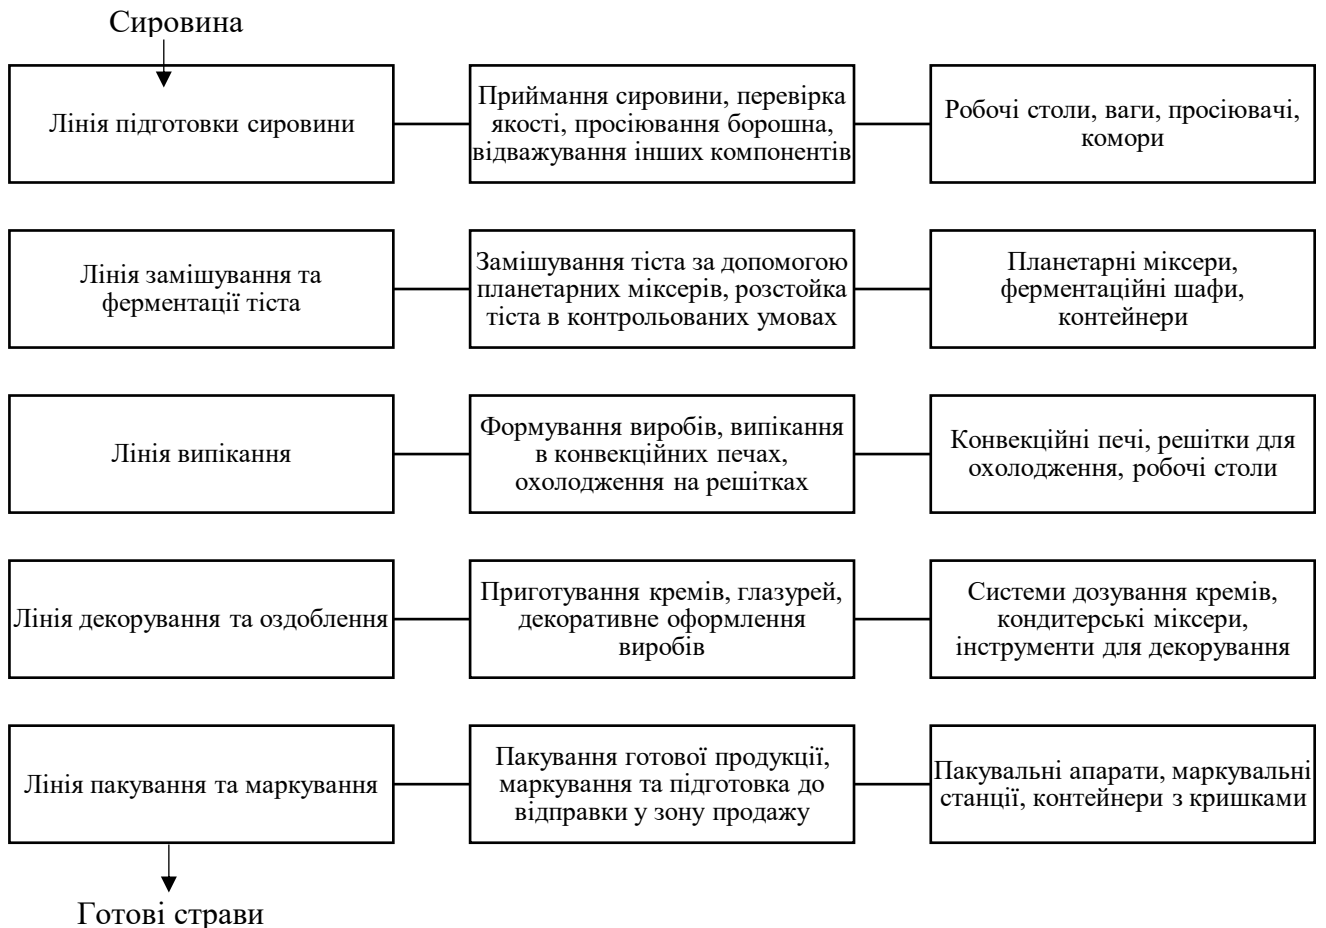 Сировина
Лінія підготовки сировини
Приймання сировини, перевірка
якості, просіювання борошна,
відважування інших компонентів
Робочі столи, ваги, просіювачі,
комори
Лінія замішування та
ферментації тіста
Замішування тіста за допомогою
планетарних міксерів, розстойка
тіста в контрольованих умовах
Планетарні міксери,
ферментаційні шафи,
контейнери
Лінія випікання
Формування виробів, випікання
в конвекційних печах,
охолодження на решітках
Конвекційні печі, решітки для
охолодження, робочі столи
Лінія декорування та оздоблення
Приготування кремів, глазурей,
декоративне оформлення
виробів
Системи дозування кремів,
кондитерські міксери,
інструменти для декорування
Лінія пакування та маркування
Пакування готової продукції,
маркування та підготовка до
відправки у зону продажу
Пакувальні апарати, маркувальні
станції, контейнери з кришками
Готові страви